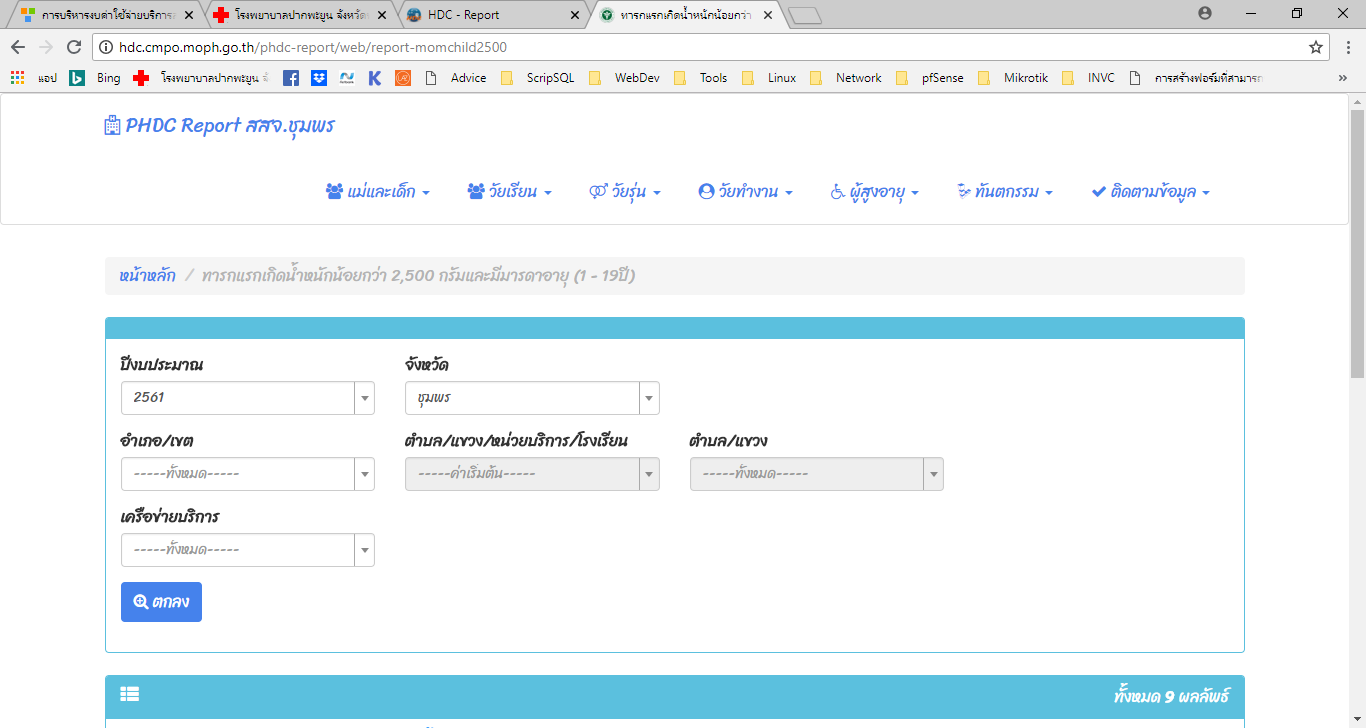 การบริหารงบค่าใช้จ่ายบริการ
โรงพยาบาลปากพะยูน จังหวัด
HDC - Report
ทารกแรกเกิดน้ำหนักน้อยกว่า
hdc.cmpo.moph.go.th/phdc-report/web/report-momchild2500
แอป Bing โรงพยาบาลปากพะยูน จั Advice ScripSQL WebDev Tools Linux Network pfSense Mikrotik INVC การสร้างฟอร์มที่สามารถ »
PHDC Report สสจ.ชุมพร
แม่และเด็ก วัยเรียน วัยรุ่น วัยทำงาน ผู้สูงอายุ ทันตกรรม ติดตามข้อมูล
หน้าหลัก / ทารกแรกเกิดน้ำหนักน้อยกว่า 2,500 กรัมและมีมารดาอายุ (1 - 19ปี)
ปีงบประมาณ จังหวัด
2561 ชุมพร
อำเภอ/เขต ตำบล/แขวง/หน่วยบริการ/โรงเรียน ตำบล/แขวง
-----ทั้งหมด----- -----ค่าเริ่มต้น----- -----ทั้งหมด-----
เครือข่ายบริการ
-----ทั้งหมด-----
ตกลง
ทั้งหมด 9 ผลลัพธ์